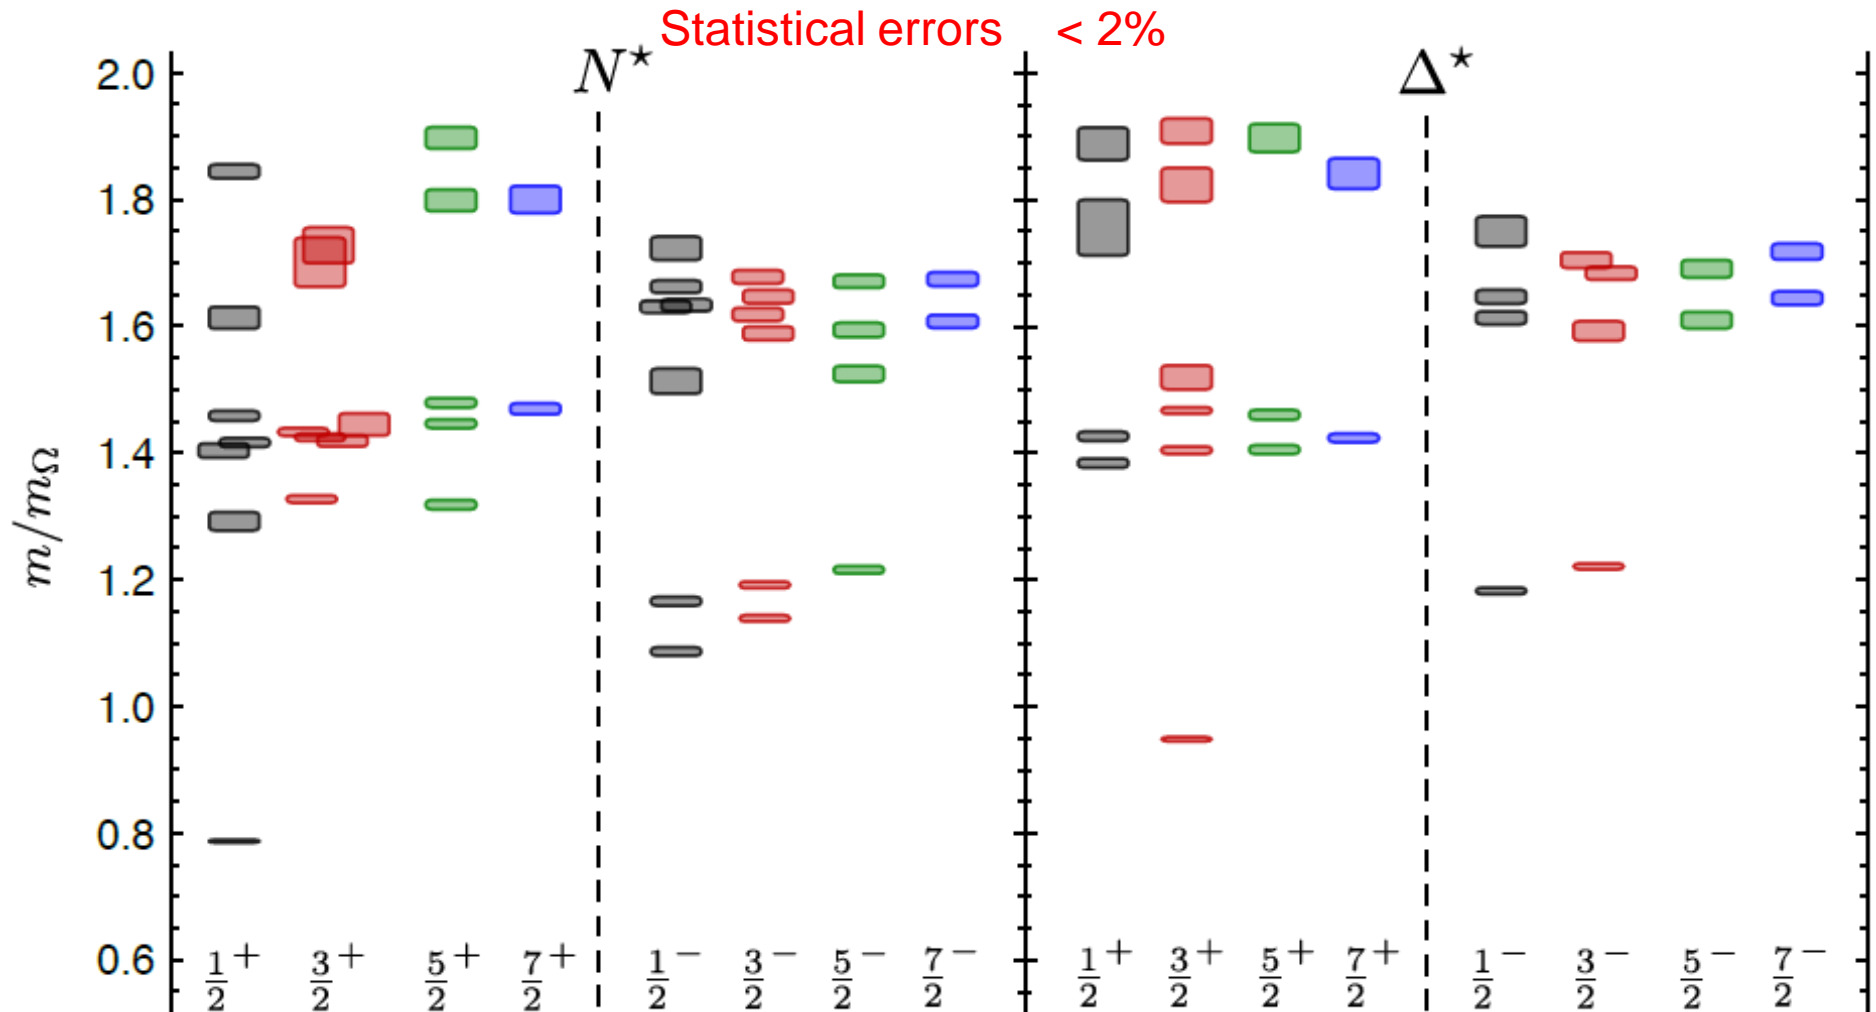 Statistical errors < 2%
N⋆ Δ⋆
2.0
1.8
1.6
1.4
1.2
1.0
0.8
0.6
m/mΩ
1/2+ 3/2+ 5/2+ 7/2+ 1/2− 3/2− 5/2− 7/2− 1/2+ 3/2+ 5/2+ 7/2+ 1/2− 3/2− 5/2− 7/2−